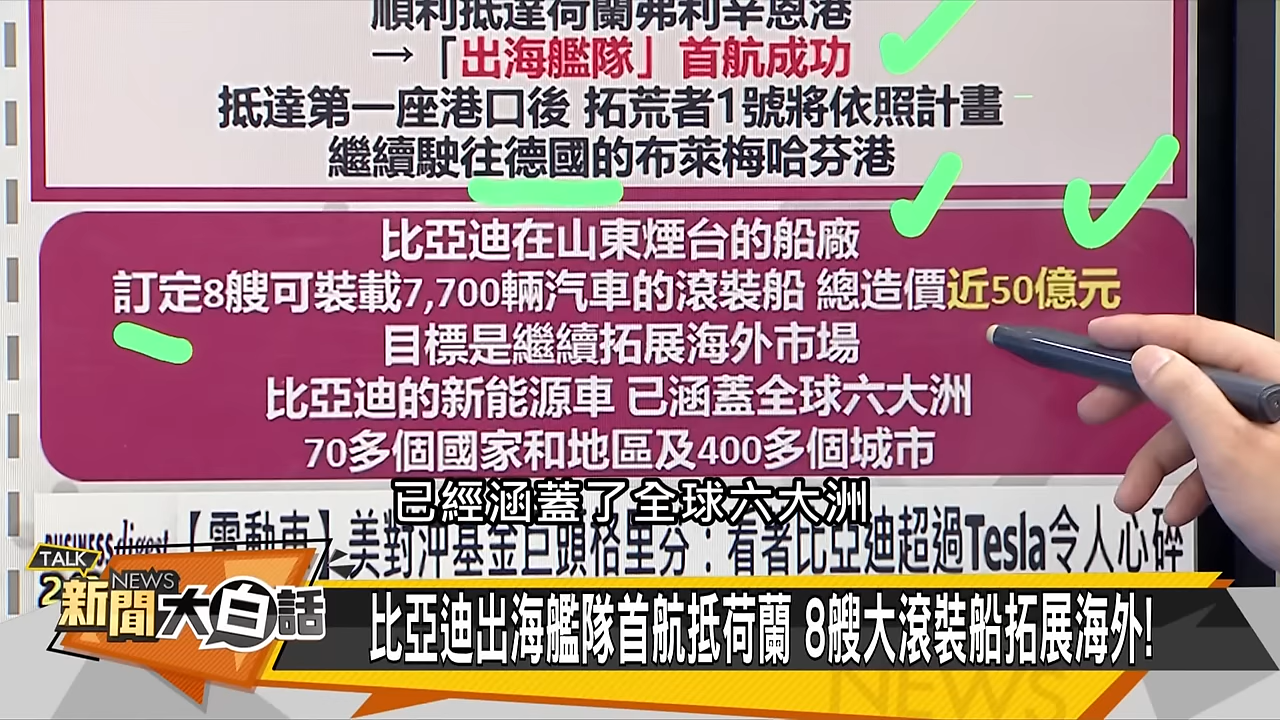 順利抵達荷蘭弗利辛恩港
→「出海艦隊」首航成功
抵達第一座港口後 拓荒者1號將依照計畫
繼續駛往德國的布萊梅哈芬港
比亞迪在山東煙台的船廠
訂定8艘可裝載7,700輛汽車的滾裝船 總造價近50億元
目標是繼續拓展海外市場
比亞迪的新能源車 已涵蓋全球六大洲
70多個國家和地區及400多個城市
已經涵蓋了全球六大洲
BUSINESS digest【電動車】美對沖基金巨頭格里芬：看著比亞迪超過Tesla令人心碎
TALK
NEWS
新聞大白話
比亞迪出海艦隊首航抵荷蘭 8艘大滾裝船拓展海外!
NEWS